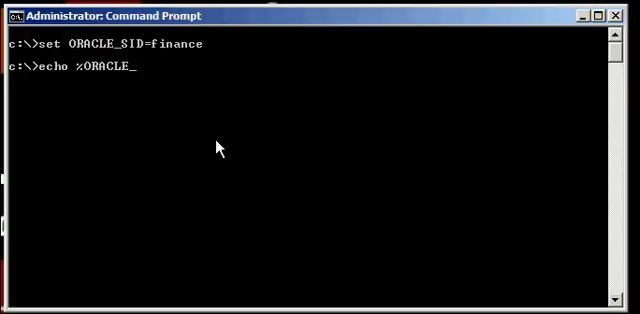 Administrator: Command Prompt
c:\>set ORACLE_SID=finance
c:\>echo %ORACLE_